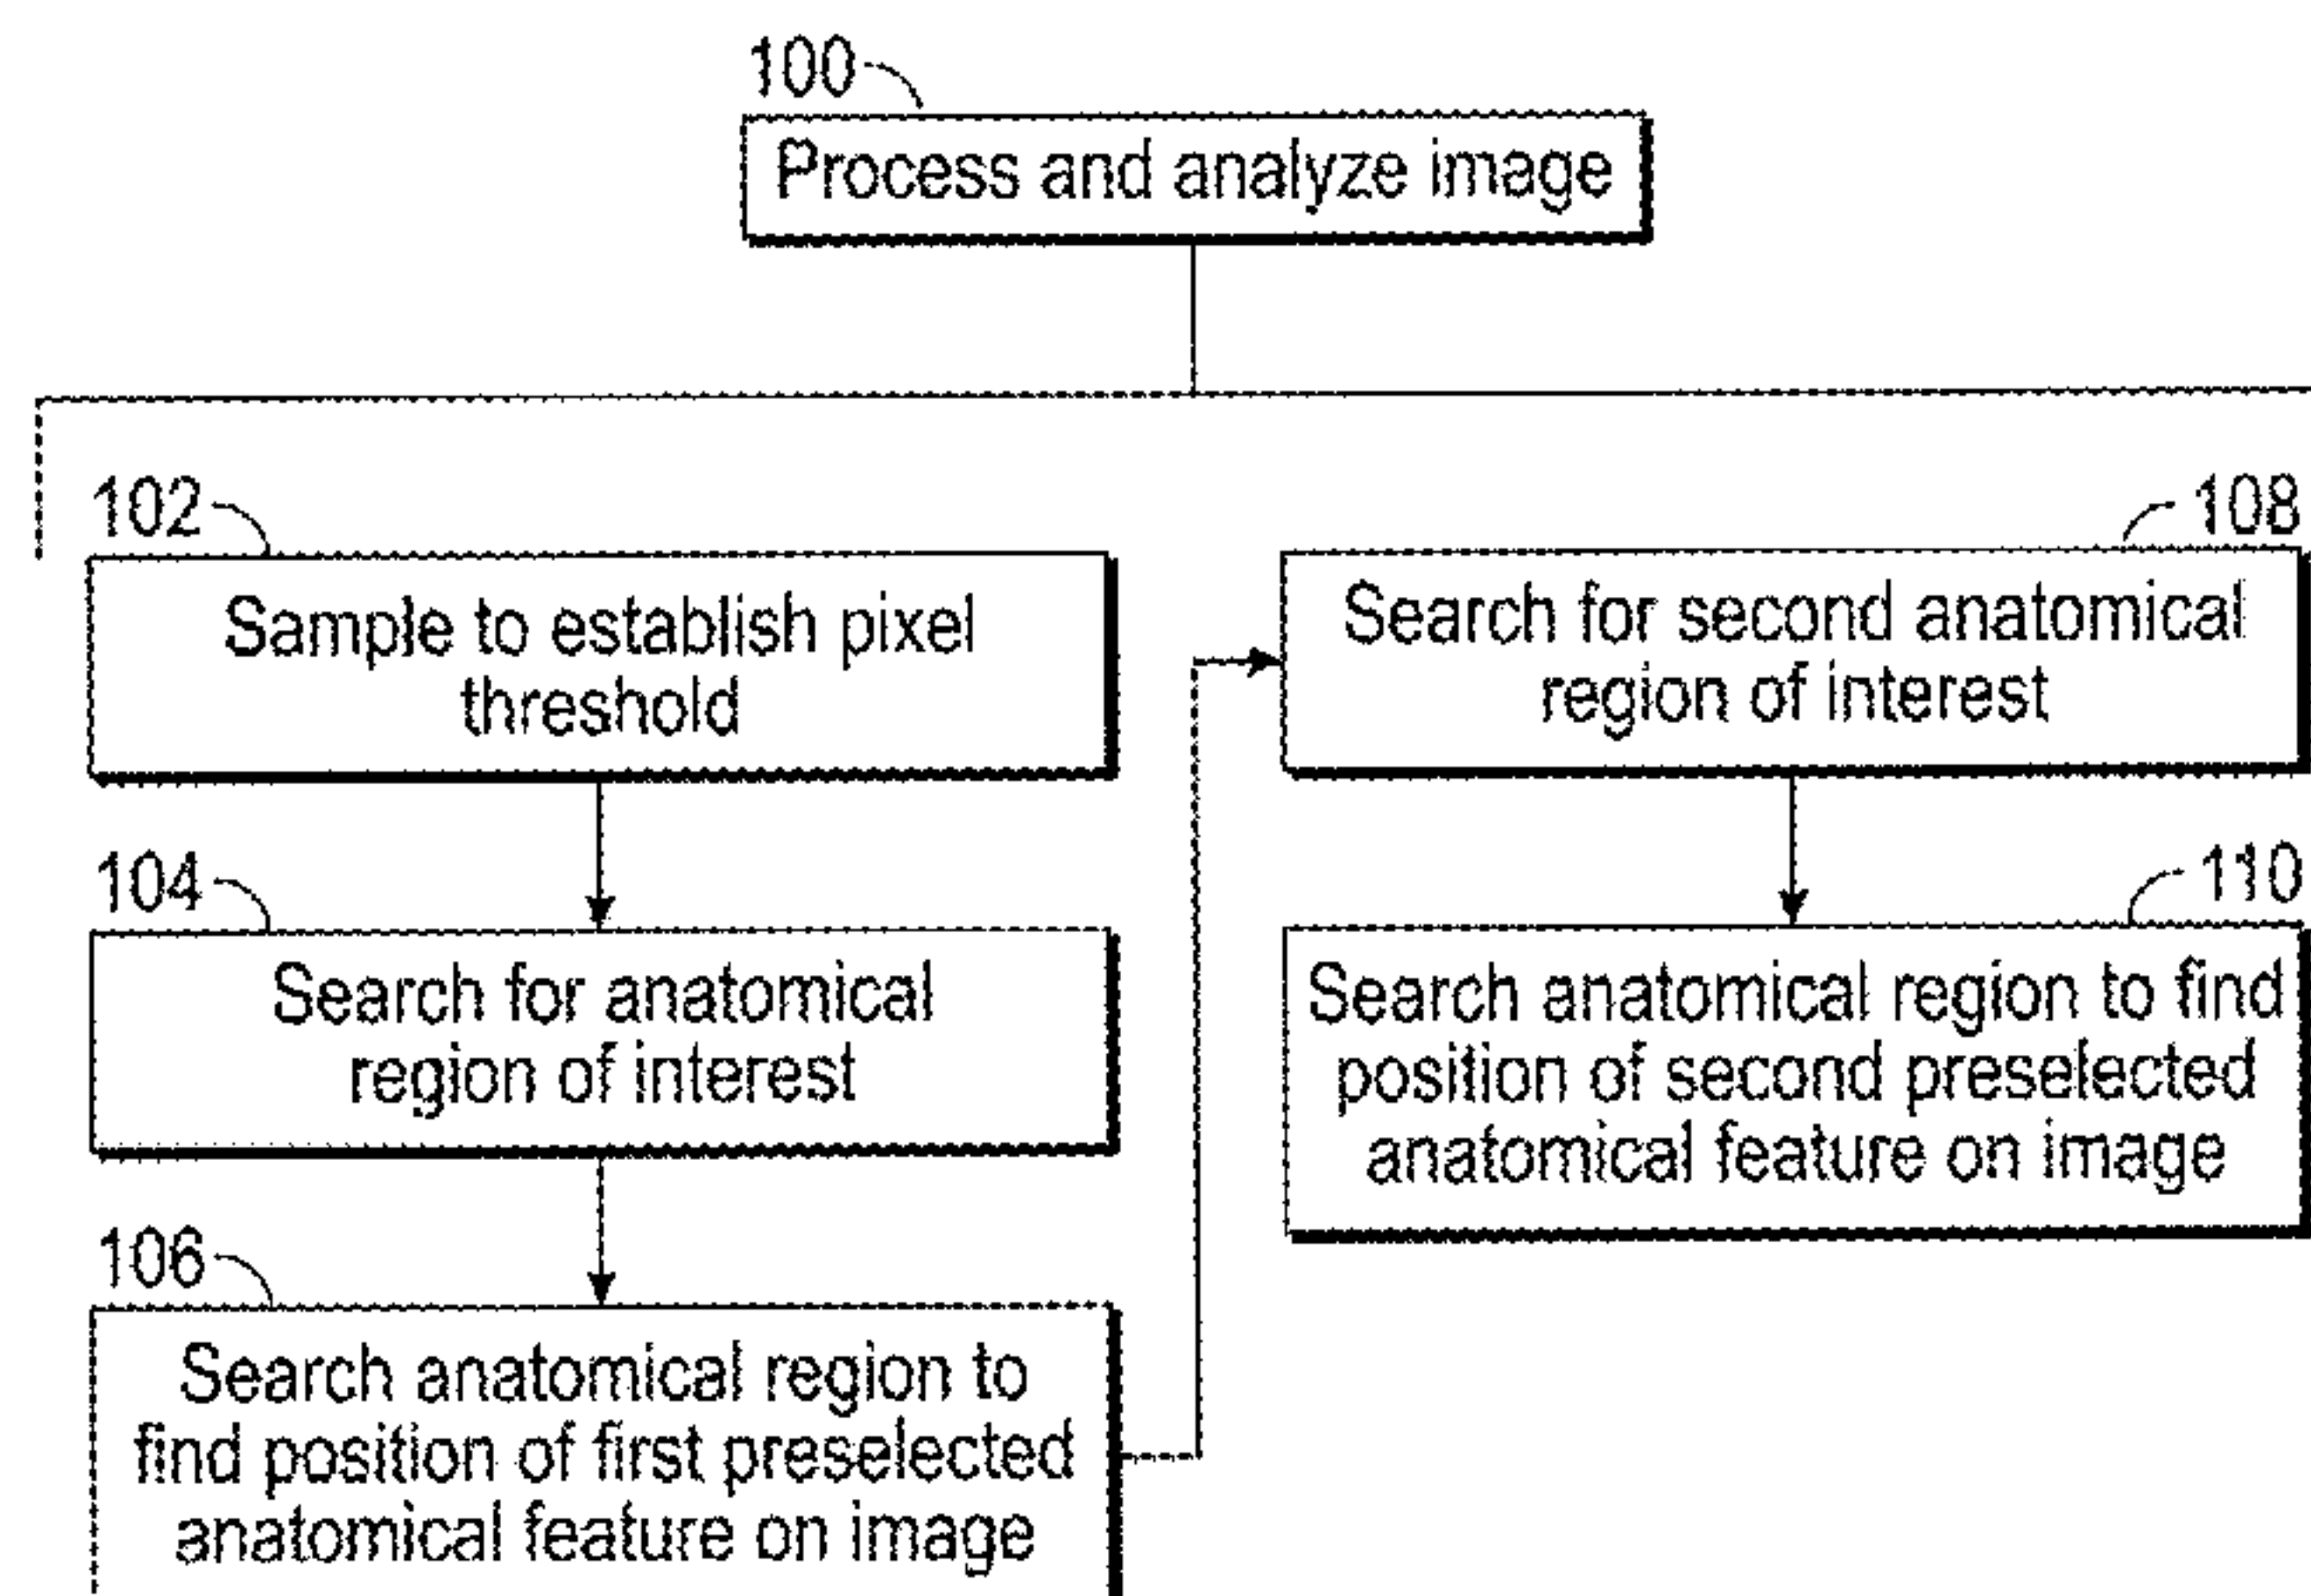 100
Process and analyze image
102
Sample to establish pixel
threshold
104
Search for anatomical
region of interest
106
Search anatomical region to
find position of first preselected
anatomical feature on image
108
Search for second anatomical
region of interest
110
Search anatomical region to find
position of second preselected
anatomical feature on image